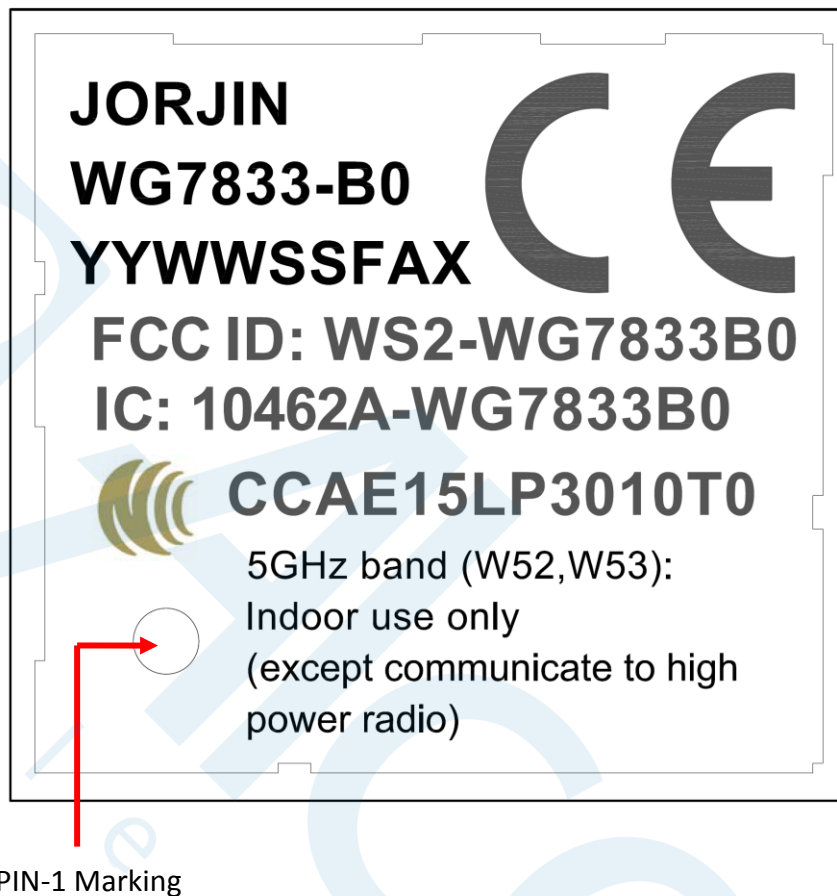 JORJIN
WG7833-B0
YYWWSSFAX
CE
FCC ID: WS2-WG7833B0
IC: 10462A-WG7833B0
CCAE15LP3010T0
5GHz band (W52,W53):
Indoor use only
(except communicate to high
power radio)
PIN-1 Marking